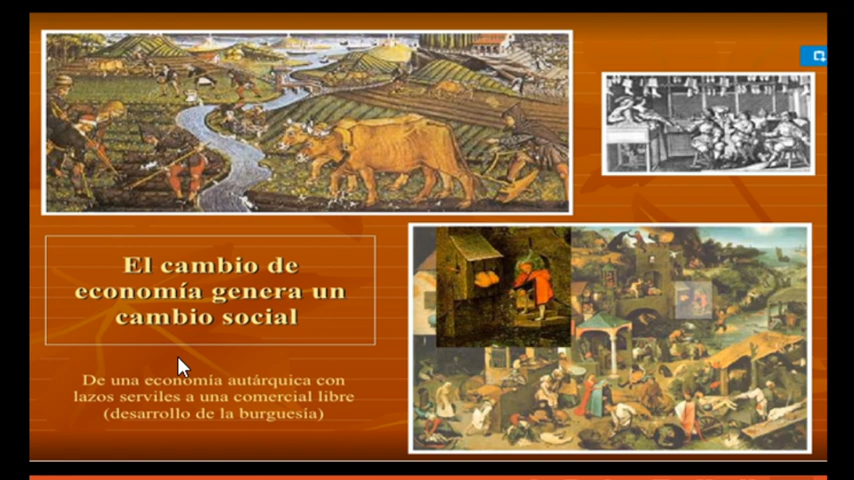 El cambio de
economía genera un
cambio social
De una economía autárquica con
lazos serviles a una comercial libre
(desarrollo de la burguesía)